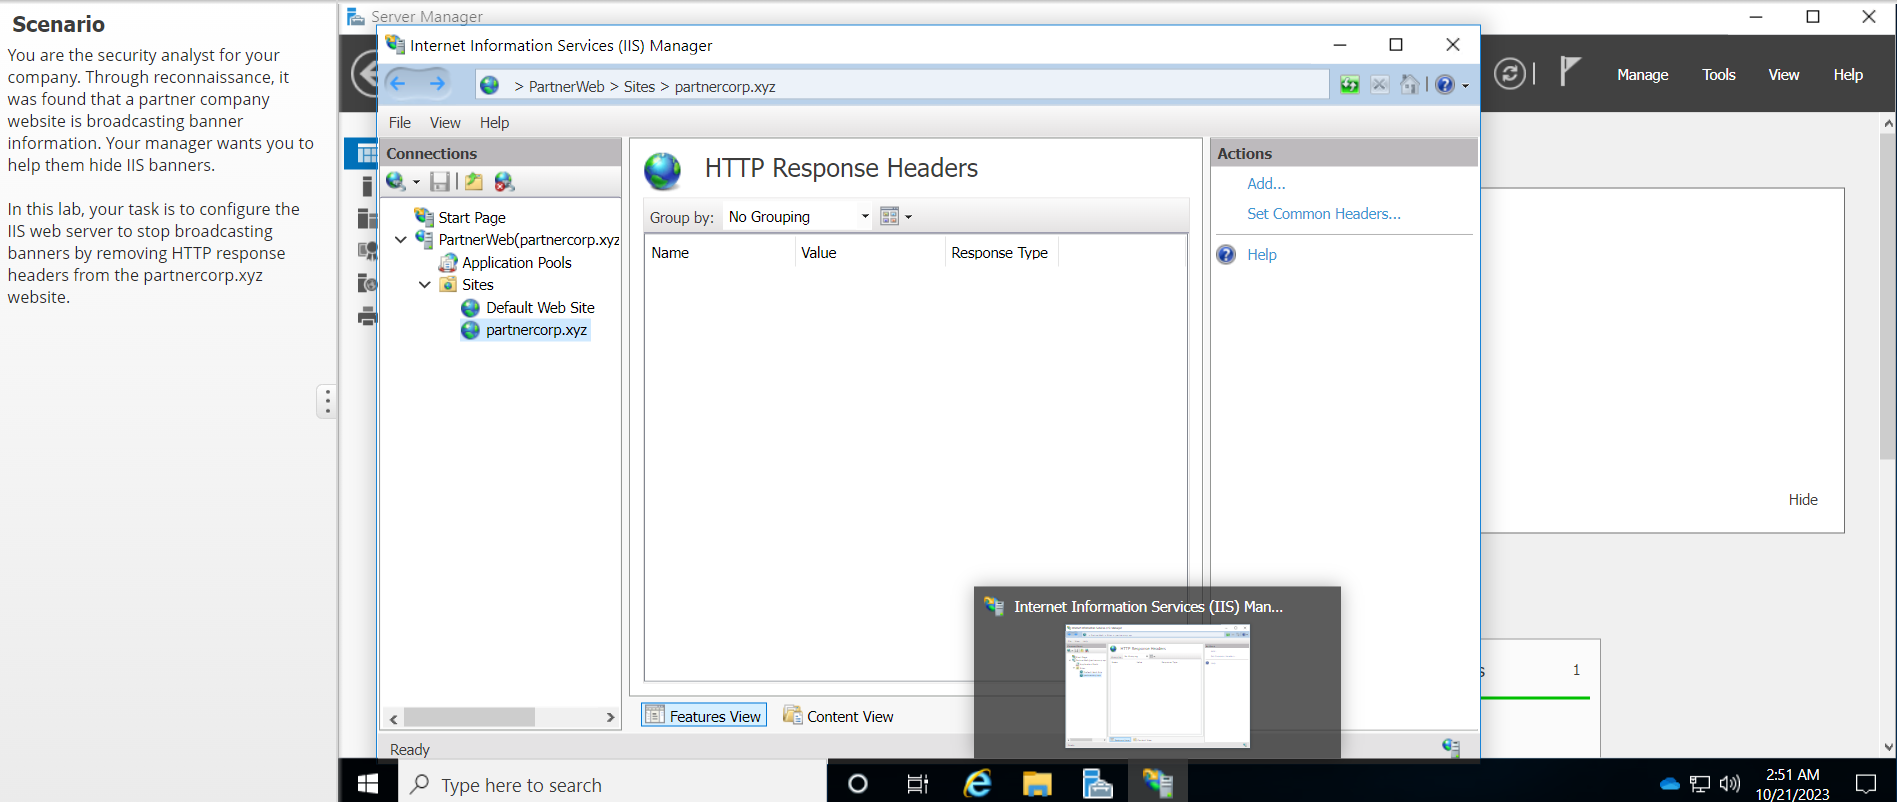 Scenario
You are the security analyst for your
company. Through reconnaissance, it
was found that a partner company
website is broadcasting banner
information. Your manager wants you to
help them hide IIS banners.
In this lab, your task is to configure the
IIS web server to stop broadcasting
banners by removing HTTP response
headers from the partnercorp.xyz
website.
Server Manager
Manage Tools View Help
Internet Information Services (IIS) Manager
> PartnerWeb > Sites > partnercorp.xyz
File View Help
Connections
Start Page
PartnerWeb(partnercorp.xyz
Application Pools
Sites
Default Web Site
partnercorp.xyz
HTTP Response Headers
Group by: No Grouping
Name Value Response Type
Features View Content View
Ready
Actions
Add...
Set Common Headers...
Help
Hide
1
Internet Information Services (IIS) Man...
Type here to search
2:51 AM
10/21/2023